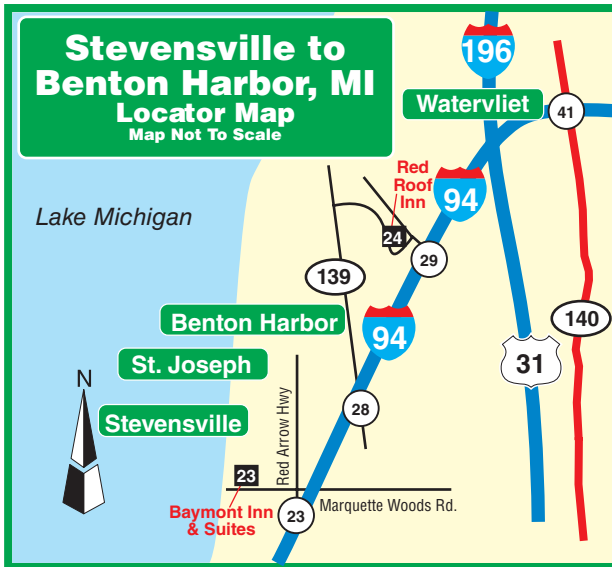 Stevensville to
Benton Harbor, MI
Locator Map
Map Not To Scale
196
Watervliet
41
Red
Roof
Inn
94
Lake Michigan
24
29
139
Benton Harbor
94
140
31
St. Joseph
N
Stevensville
28
Red Arrow Hwy
23
Baymont Inn
& Suites
23
Marquette Woods Rd.